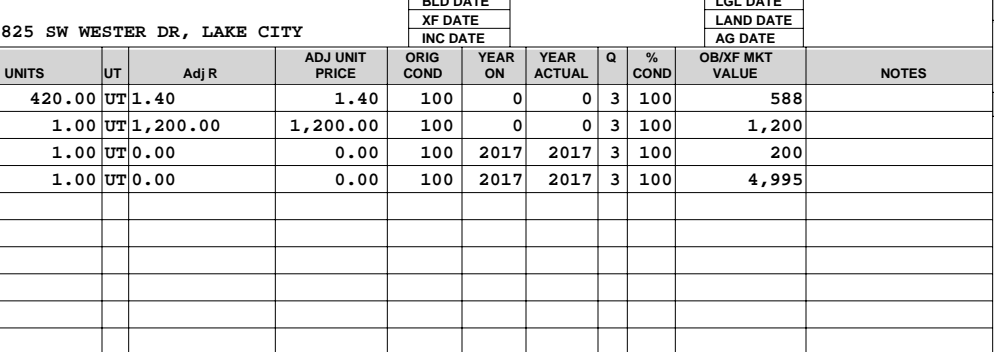 BLD DATE LGL DATE
XF DATE LAND DATE
825 SW WESTER DR, LAKE CITY INC DATE AG DATE
UNITS UT Adj R ADJ UNIT PRICE ORIG COND YEAR ON YEAR ACTUAL Q % COND OB/XF MKT VALUE NOTES
420.00 UT 1.40 1.40 100 0 0 3 100 588
1.00 UT 1,200.00 1,200.00 100 0 0 3 100 1,200
1.00 UT 0.00 0.00 100 2017 2017 3 100 200
1.00 UT 0.00 0.00 100 2017 2017 3 100 4,995